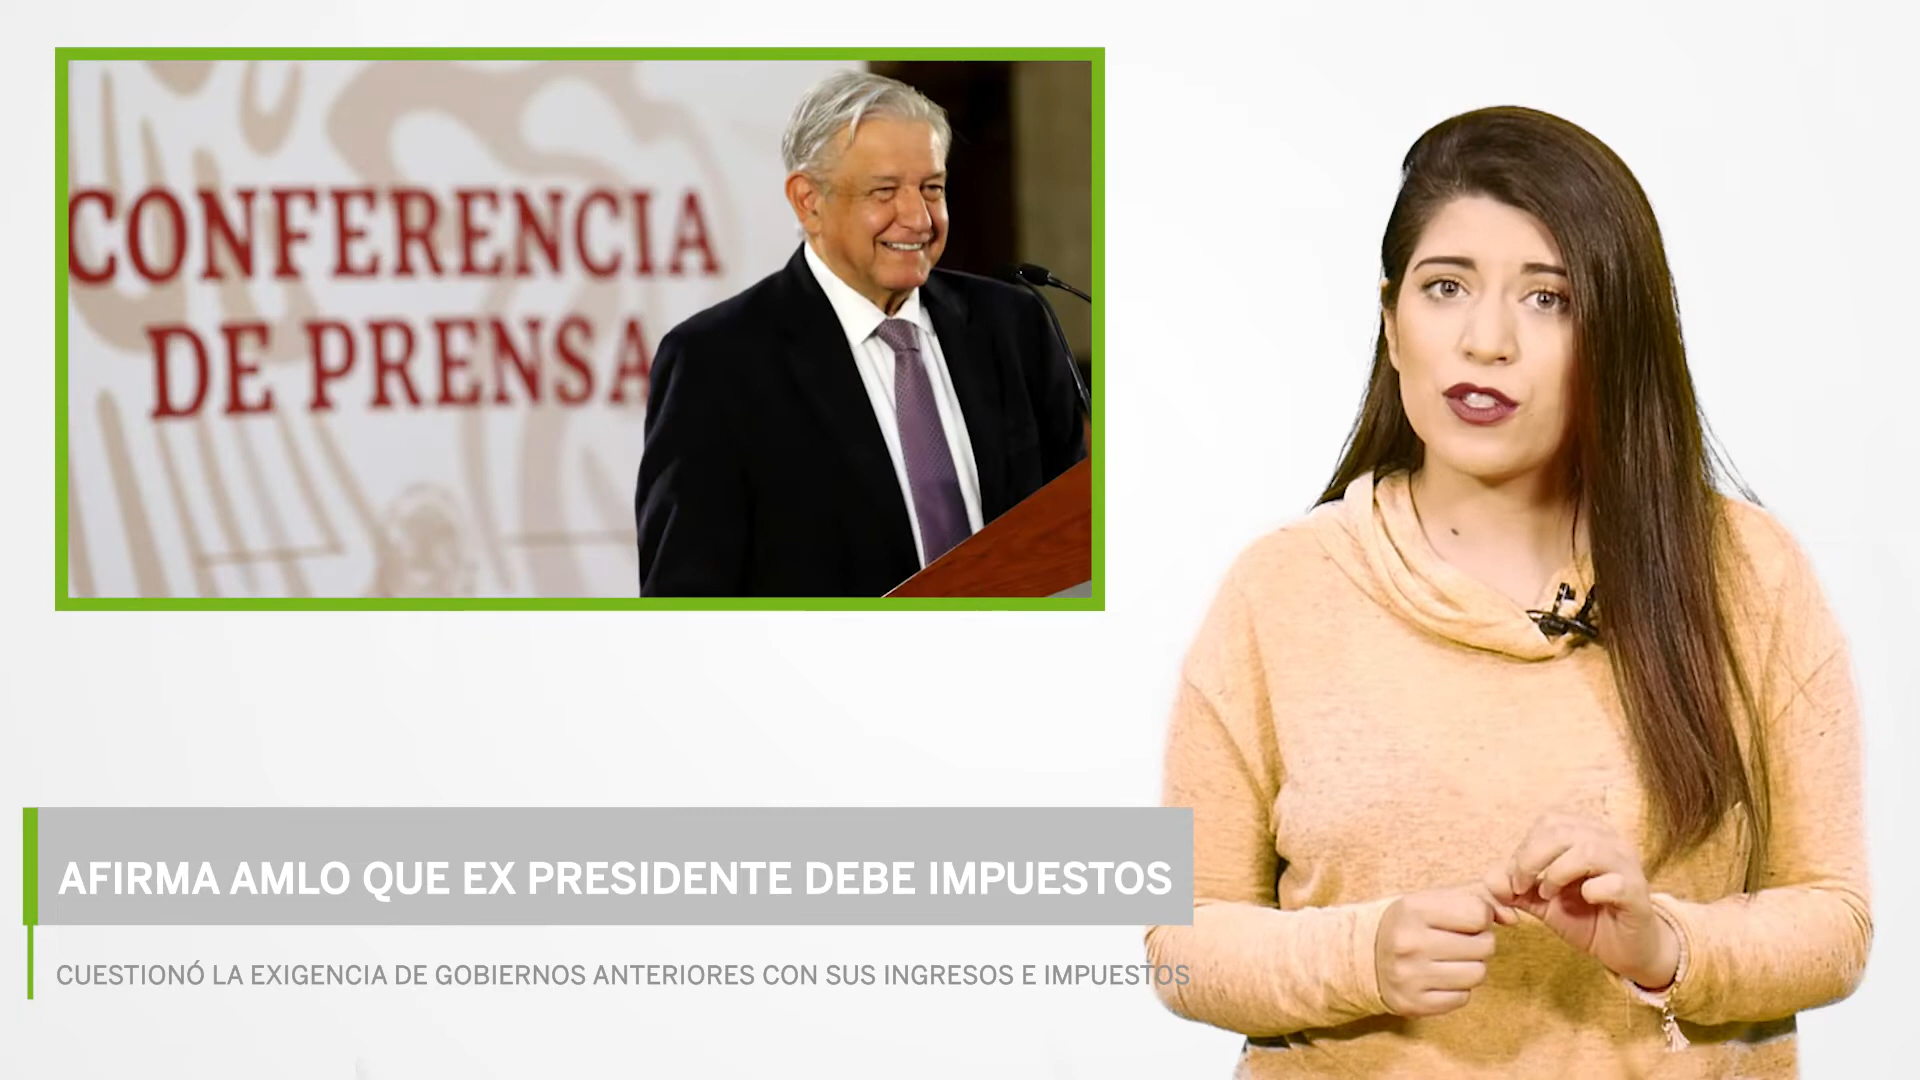 CONFERENCIA
DE PRENSA
AFIRMA AMLO QUE EX PRESIDENTE DEBE IMPUESTOS
CUESTIONÓ LA EXIGENCIA DE GOBIERNOS ANTERIORES CON SUS INGRESOS E IMPUESTOS